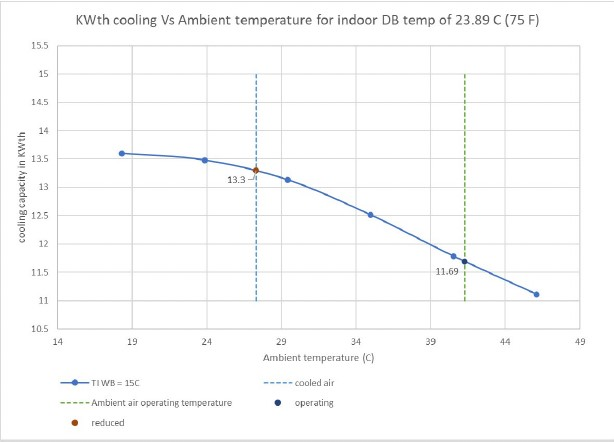 KWth cooling Vs Ambient temperature for indoor DB temp of 23.89 C (75 F)
15.5
15
14.5
14
13.5
13
12.5
12
11.5
11
10.5
cooling capacity in KWth
13.3
11.69
14 19 24 29 34 39 44 49
Ambient temperature (C)
TI WB = 15C
cooled air
Ambient air operating temperature
operating
reduced